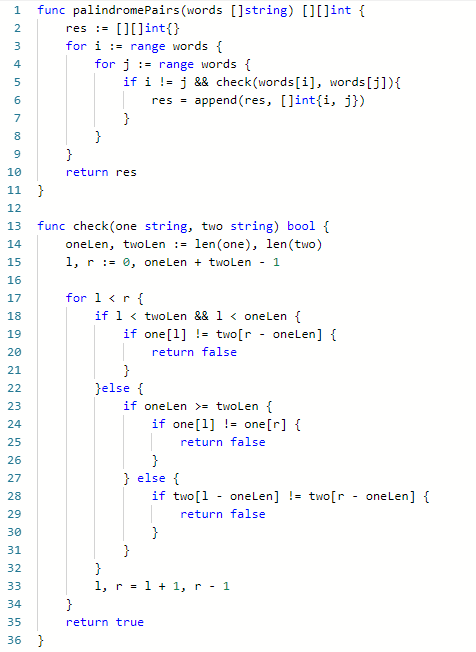 1 func palindromePairs(words []string) [][]int {
2     res := [][]int{}
3     for i := range words {
4         for j := range words {
5             if i != j && check(words[i], words[j]){
6                 res = append(res, []int{i, j})
7             }
8         }
9     }
10     return res
11 }
12
13 func check(one string, two string) bool {
14     oneLen, twoLen := len(one), len(two)
15     l, r := 0, oneLen + twoLen - 1
16
17     for l < r {
18         if l < twoLen && l < oneLen {
19             if one[l] != two[r - oneLen] {
20                 return false
21             }
22         }else {
23             if oneLen >= twoLen {
24                 if one[l] != one[r] {
25                     return false
26                 }
27             } else {
28                 if two[l - oneLen] != two[r - oneLen] {
29                     return false
30                 }
31             }
32         }
33         l, r = l + 1, r - 1
34     }
35     return true
36 }